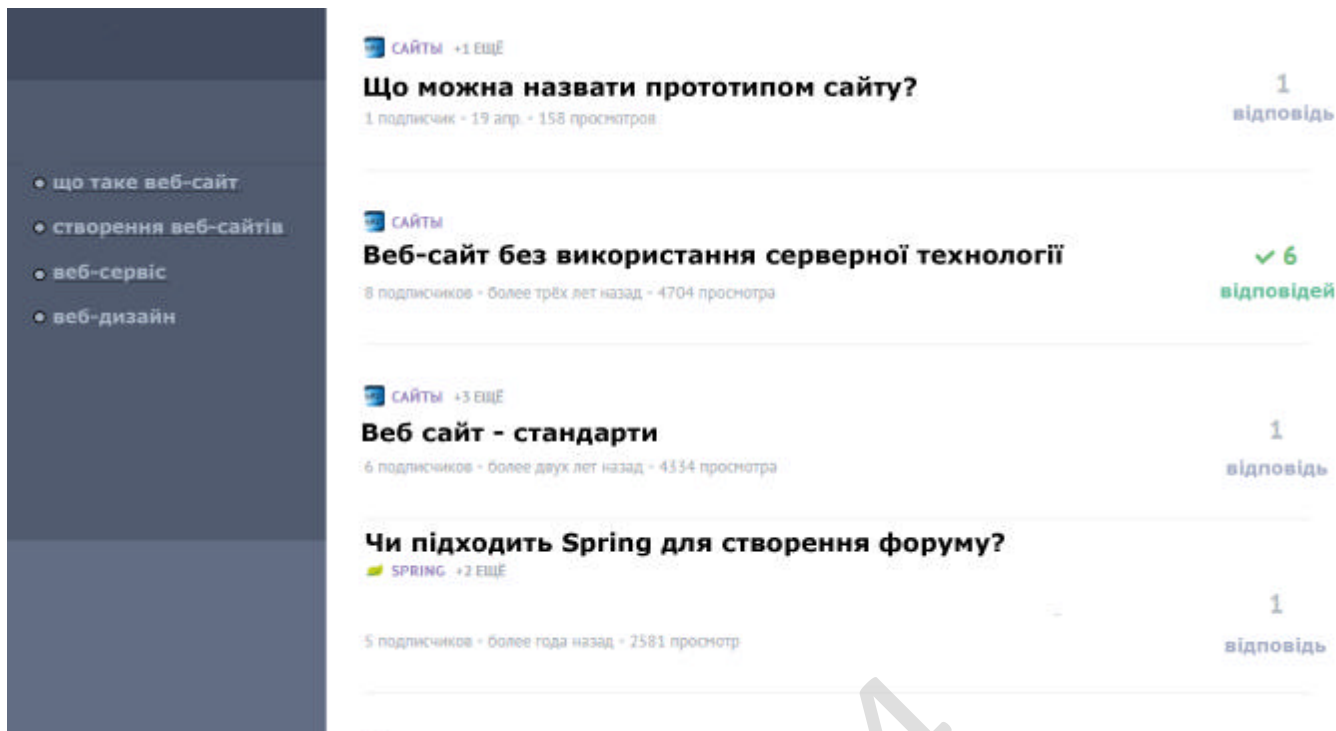 що таке веб-сайт
створення веб-сайтів
веб-сервіс
веб-дизайн
САЙТЫ +1 ЕЩЁ
Що можна назвати прототипом сайту?
1 подписчик • 19 апр. • 158 просмотров
1
відповідь
САЙТЫ
Веб-сайт без використання серверної технології
8 подписчиков • более трёх лет назад • 4704 просмотра
✓ 6
відповідей
САЙТЫ +3 ЕЩЁ
Веб сайт - стандарти
6 подписчиков • более двух лет назад • 4334 просмотра
1
відповідь
Чи підходить Spring для створення форуму?
SPRING +2 ЕЩЁ
5 подписчиков • более года назад • 2581 просмотр
1
відповідь